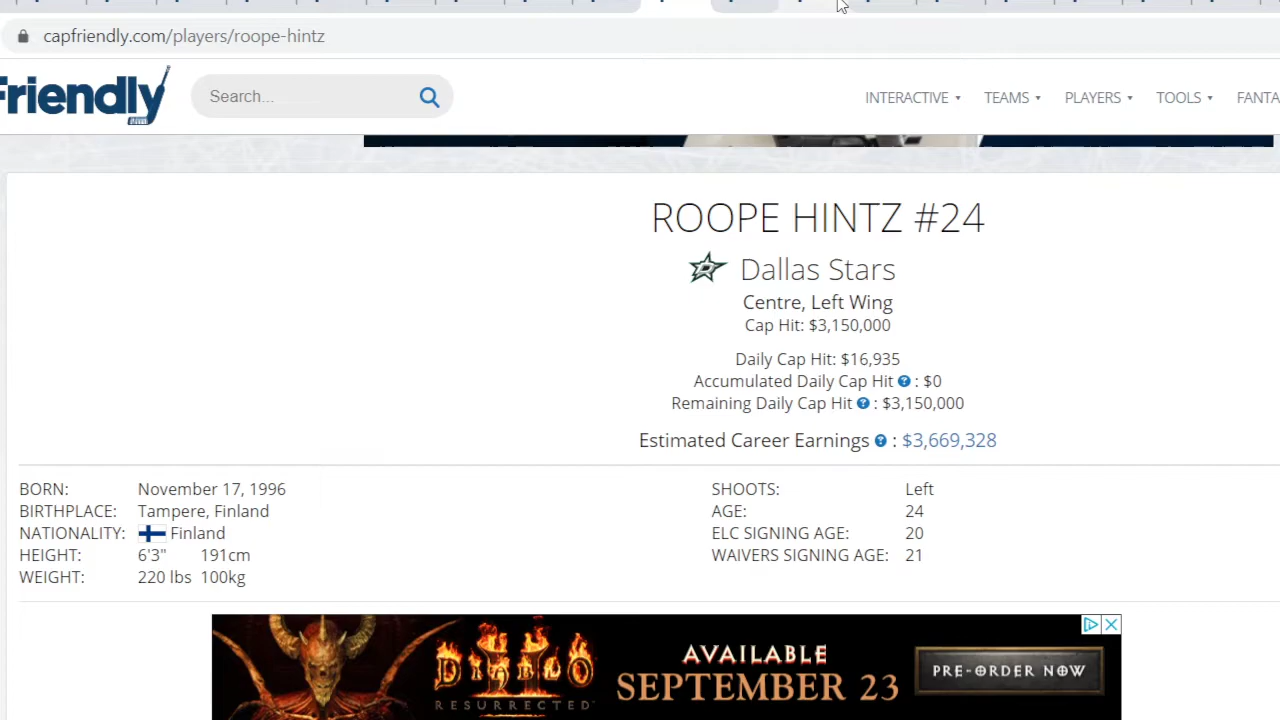 capfriendly.com/players/roope-hintz
Friendly
Search...
INTERACTIVE TEAMS PLAYERS TOOLS FANTA
ROOPE HINTZ #24
Dallas Stars
Centre, Left Wing
Cap Hit: $3,150,000
Daily Cap Hit: $16,935
Accumulated Daily Cap Hit ? : $0
Remaining Daily Cap Hit ? : $3,150,000
Estimated Career Earnings ? : $3,669,328
BORN: November 17, 1996 SHOOTS: Left
BIRTHPLACE: Tampere, Finland AGE: 24
NATIONALITY: Finland ELC SIGNING AGE: 20
HEIGHT: 6'3" 191cm WAIVERS SIGNING AGE: 21
WEIGHT: 220 lbs 100kg
DIABLO II
RESURRECTED
AVAILABLE
SEPTEMBER 23
PRE-ORDER NOW